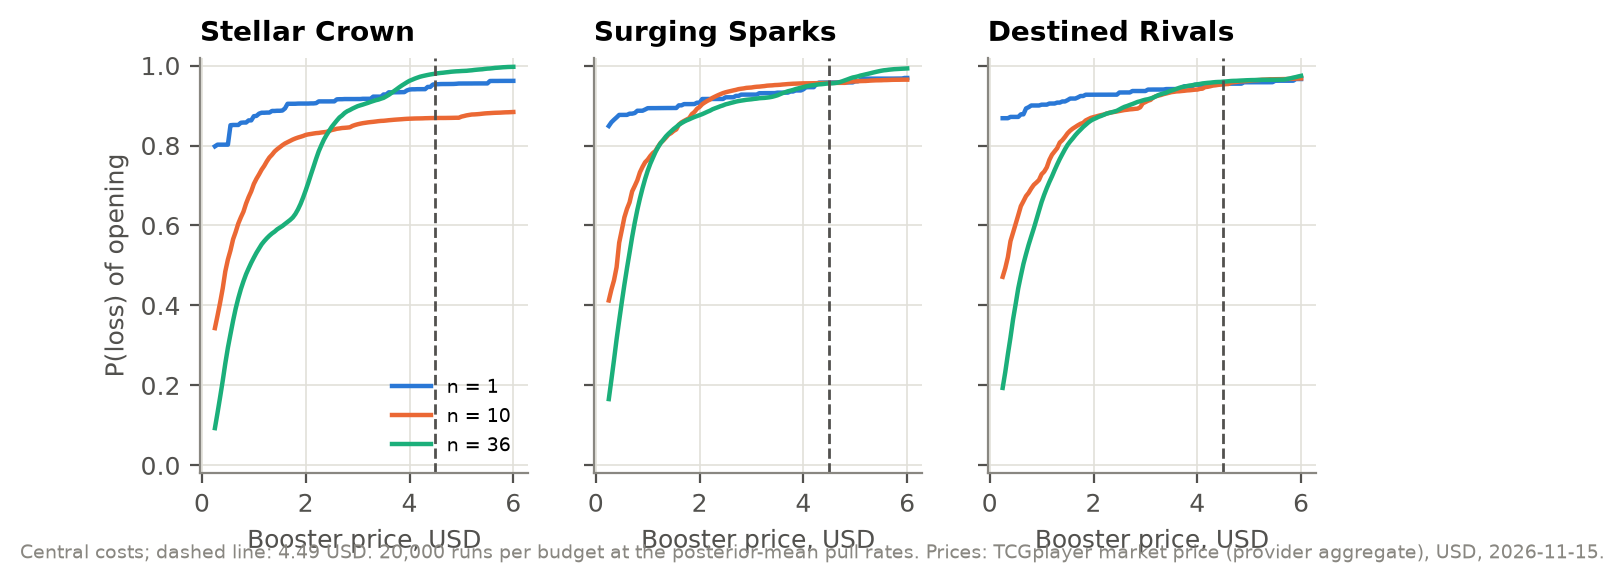 Stellar Crown Surging Sparks Destined Rivals
P(loss) of opening
1.0
0.8
0.6
0.4
0.2
0.0
n = 1
n = 10
n = 36
0 2 4 6 0 2 4 6 0 2 4 6
Booster price, USD Booster price, USD Booster price, USD
Central costs; dashed line: 4.49 USD. 20,000 runs per budget at the posterior-mean pull rates. Prices: TCGplayer market price (provider aggregate), USD, 2026-11-15.